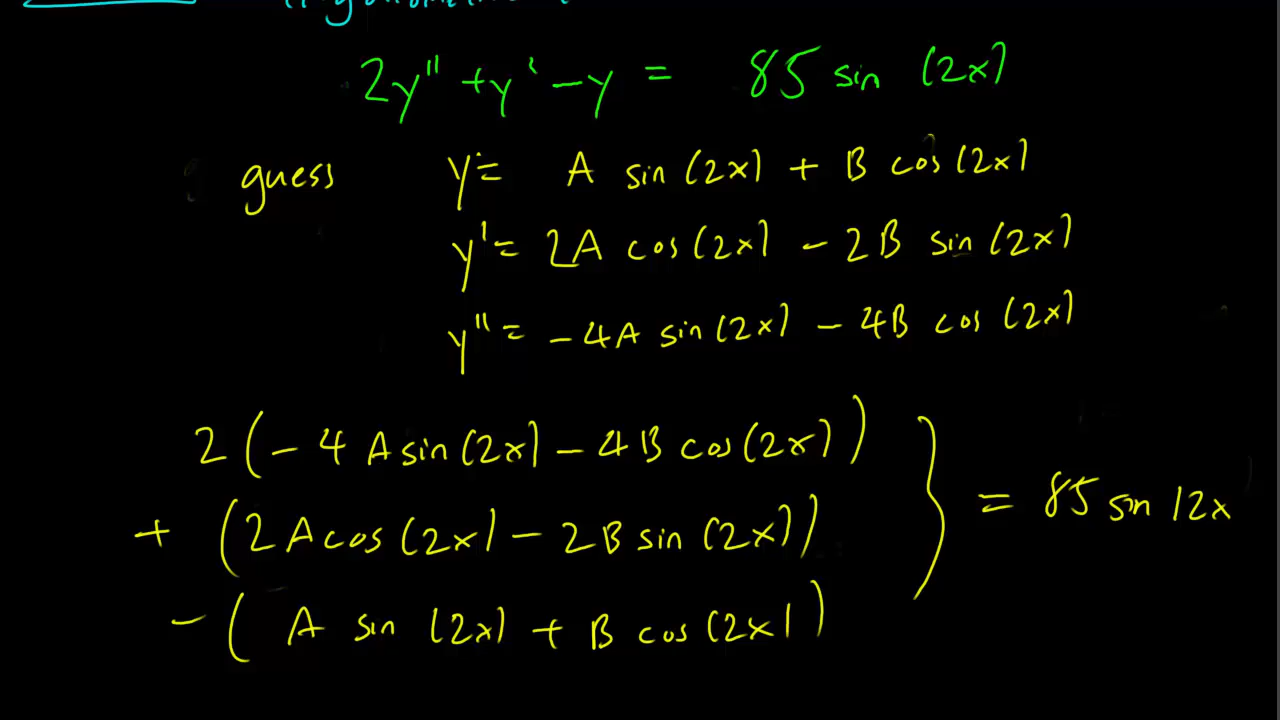 2y'' + y' - y = 85 sin (2x)
guess y = A sin (2x) + B cos (2x)
y' = 2A cos (2x) - 2B sin (2x)
y'' = -4A sin (2x) - 4B cos (2x)
2 ( -4 A sin (2x) - 4B cos (2x) )
+ ( 2A cos (2x) - 2B sin (2x) ) } = 85 sin (2x
- ( A sin (2x) + B cos (2x) )